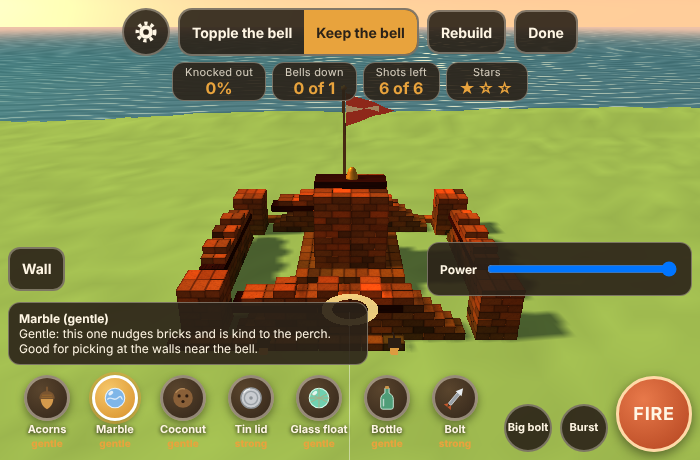 Topple the bell
Keep the bell
Rebuild
Done
Knocked out
0%
Bells down
0 of 1
Shots left
6 of 6
Stars
★ ☆ ☆
Wall
Power
Marble (gentle)
Gentle: this one nudges bricks and is kind to the perch.
Good for picking at the walls near the bell.
Acorns
gentle
Marble
gentle
Coconut
gentle
Tin lid
strong
Glass float
gentle
Bottle
gentle
Bolt
strong
Big bolt
Burst
FIRE